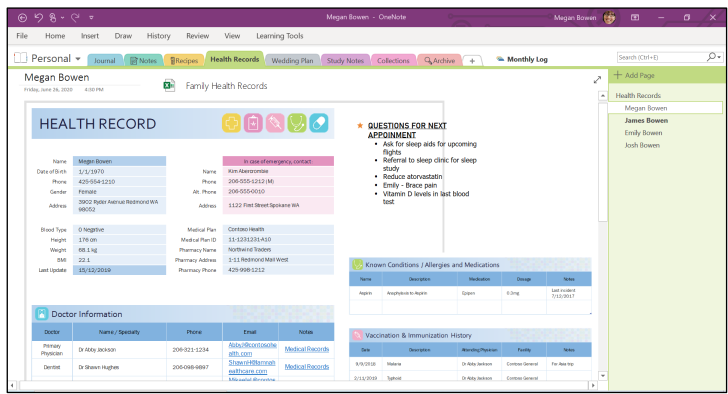 Megan Bowen - OneNote
Megan Bowen
File Home Insert Draw History Review View Learning Tools
Personal Journal Notes Recipes Health Records Wedding Plan Study Notes Collections Archive + Monthly Log
Search (Ctrl+E)
Megan Bowen
Friday, June 26, 2020 4:30 PM
Family Health Records
Add Page
Health Records
Megan Bowen
James Bowen
Emily Bowen
Josh Bowen
HEALTH RECORD
Name Megan Bowen
Date of Birth 1/1/1970
Phone 425-554-1210
Gender Female
Address 3902 Ryder Avenue Redmond WA
98052
In case of emergency, contact:
Name Kim Abercrombie
Phone 206-555-1212 (M)
Alt. Phone 206-555-0010
Address 1122 First Street Spokane WA
Blood Type O Negative
Height 176 cm
Weight 68.1 kg
BMI 22.1
Last Update 15/12/2019
Medical Plan Contoso Health
Medical Plan ID 11-1231231-A10
Pharmacy Name Northwind Traders
Pharmacy Address 1-11 Redmond Mall West
Pharmacy Phone 425-998-1212
QUESTIONS FOR NEXT
APPOINMENT
Ask for sleep aids for upcoming
flights
Referral to sleep clinic for sleep
study
Reduce atorvastatin
Emily - Brace pain
Vitamin D levels in last blood
test
Known Conditions / Allergies and Medications
Name Description Medication Dosage Notes
Aspirin Anaphylaxis to Aspirin Epipen 0.3mg Last incident
7/12/2017
Doctor Information
Doctor Name / Specialty Phone Email Notes
Primary
Physician Dr Abby Jackson 206-321-1234 AbbyJ@contosohe
alth.com Medical Records
Dentist Dr Shawn Hughes 206-098-9897 ShawnH@lamnah
ealthcare.com Medical Records
Vaccination & Immunization History
Date Description Attending Physician Facility Notes
9/9/2018 Malaria Dr Abby Jackson Contoso General For Asia trip
2/11/2019 Typhoid Dr Abby Jackson Contoso General